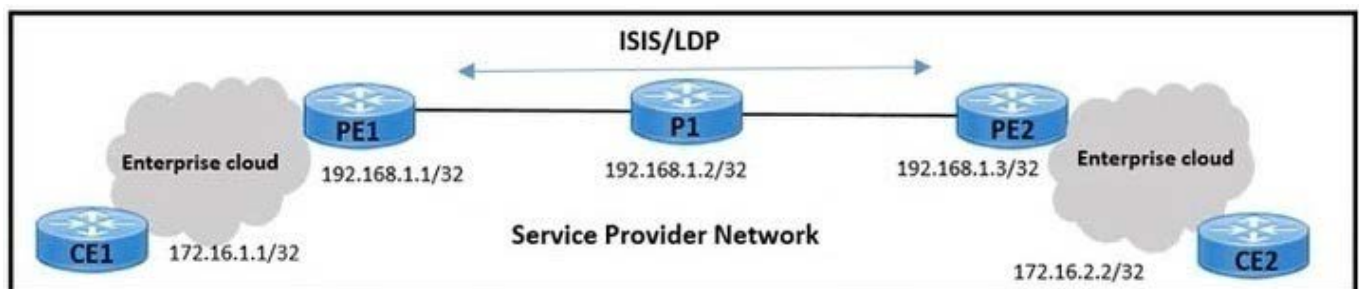 ISIS/LDP
PE1
P1
PE2
Enterprise cloud
Enterprise cloud
192.168.1.1/32
192.168.1.2/32
192.168.1.3/32
Service Provider Network
CE1
172.16.1.1/32
172.16.2.2/32
CE2